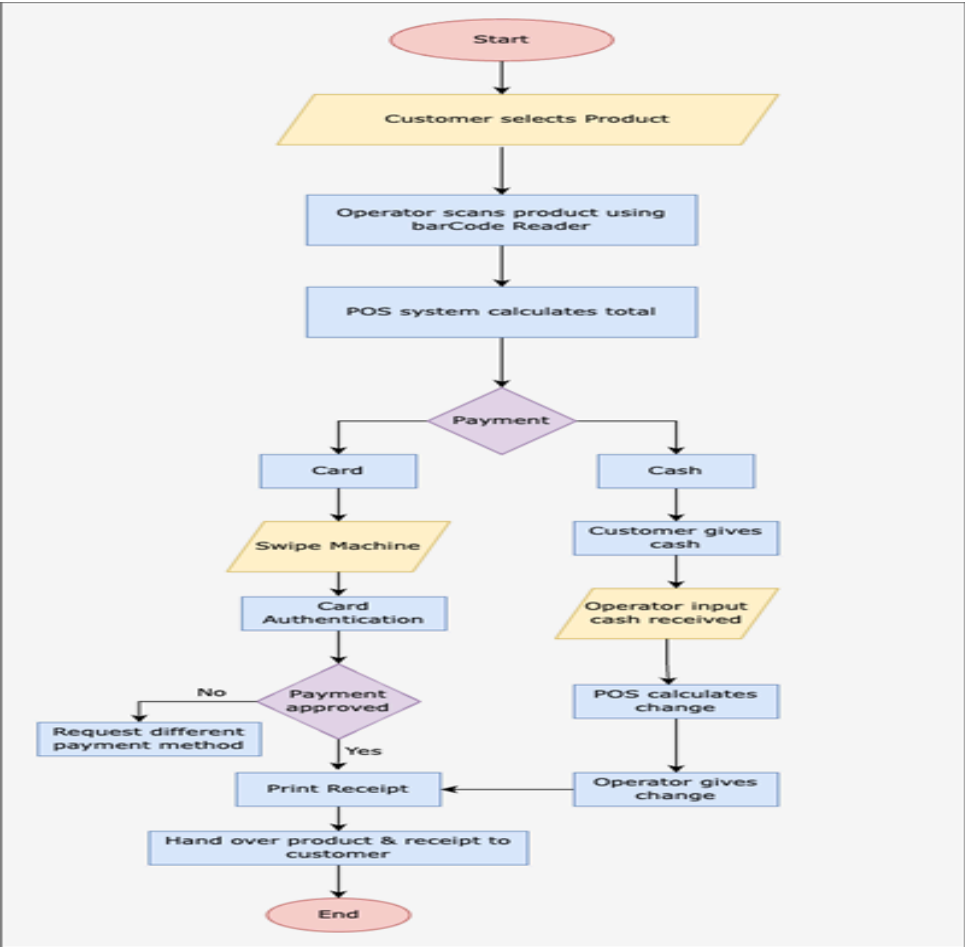 Start
Customer selects Product
Operator scans product using
barCode Reader
POS system calculates total
Payment
Card
Cash
Swipe Machine
Customer gives
cash
Card
Authentication
Operator input
cash received
Payment
approved
No
Yes
Request different
payment method
POS calculates
change
Print Receipt
Operator gives
change
Hand over product & receipt to
customer
End